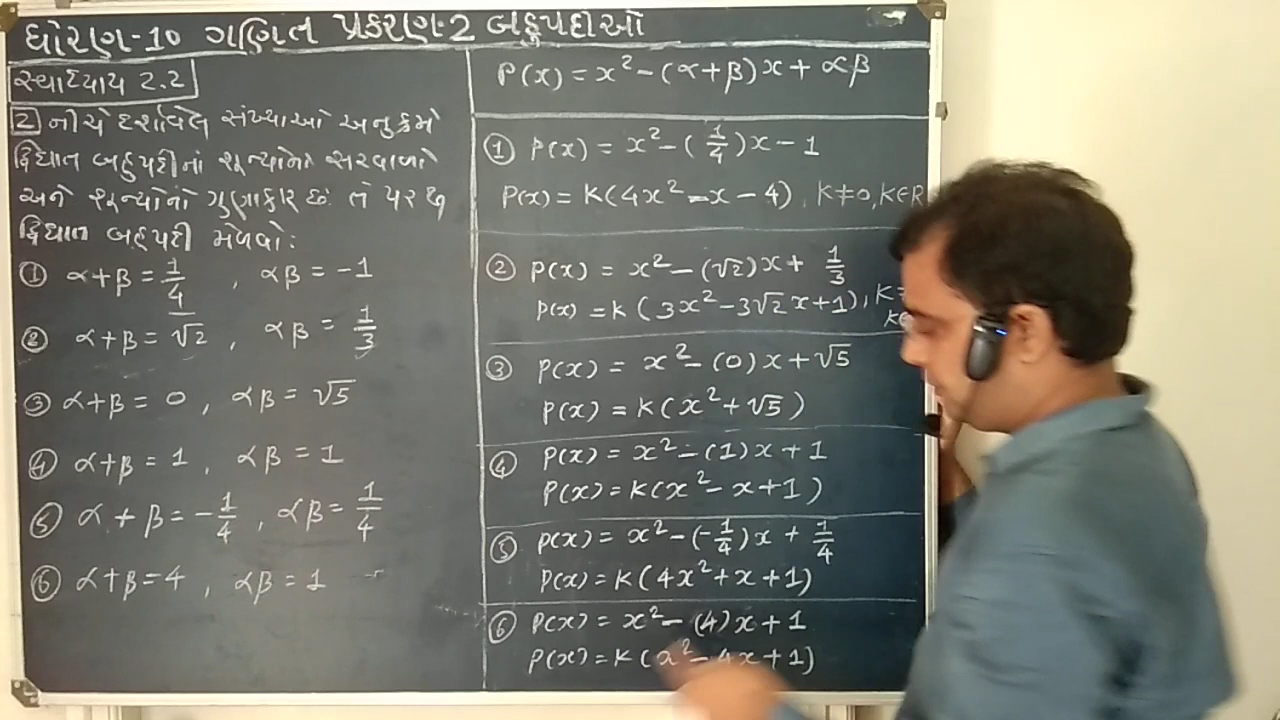 ધોરણ-10 ગણિત પ્રકરણ-2 બહુપદીઓ
સ્વાધ્યાય 2.2
2 નીચે દર્શાવેલ સંખ્યાઓ અનુક્રમે
દ્વિઘાત બહુપદીનાં શૂન્યોનો સરવાળો
અને શૂન્યોનો ગુણાકાર છે તે પરથી
દ્વિઘાત બહુપદી મેળવો:
① α+β = 1/4 , αβ = -1
② α+β = √2 , αβ = 1/3
③ α+β = 0 , αβ = √5
④ α+β = 1 , αβ = 1
⑤ α + β = -1/4 , αβ = 1/4
⑥ α+β = 4 , αβ = 1
P(x) = x² - (α+β)x + αβ
① P(x) = x² - (1/4)x - 1
P(x) = K(4x² - x - 4), K≠0, K∈R
② P(x) = x² - (√2)x + 1/3
P(x) = K (3x² - 3√2 x + 1), K
③ P(x) = x² - (0)x + √5
P(x) = K(x² + √5)
④ P(x) = x² - (1)x + 1
P(x) = K(x² - x + 1)
⑤ P(x) = x² - (-1/4)x + 1/4
P(x) = K(4x² + x + 1)
⑥ P(x) = x² - (4)x + 1
P(x) = K(x² - 4x + 1)